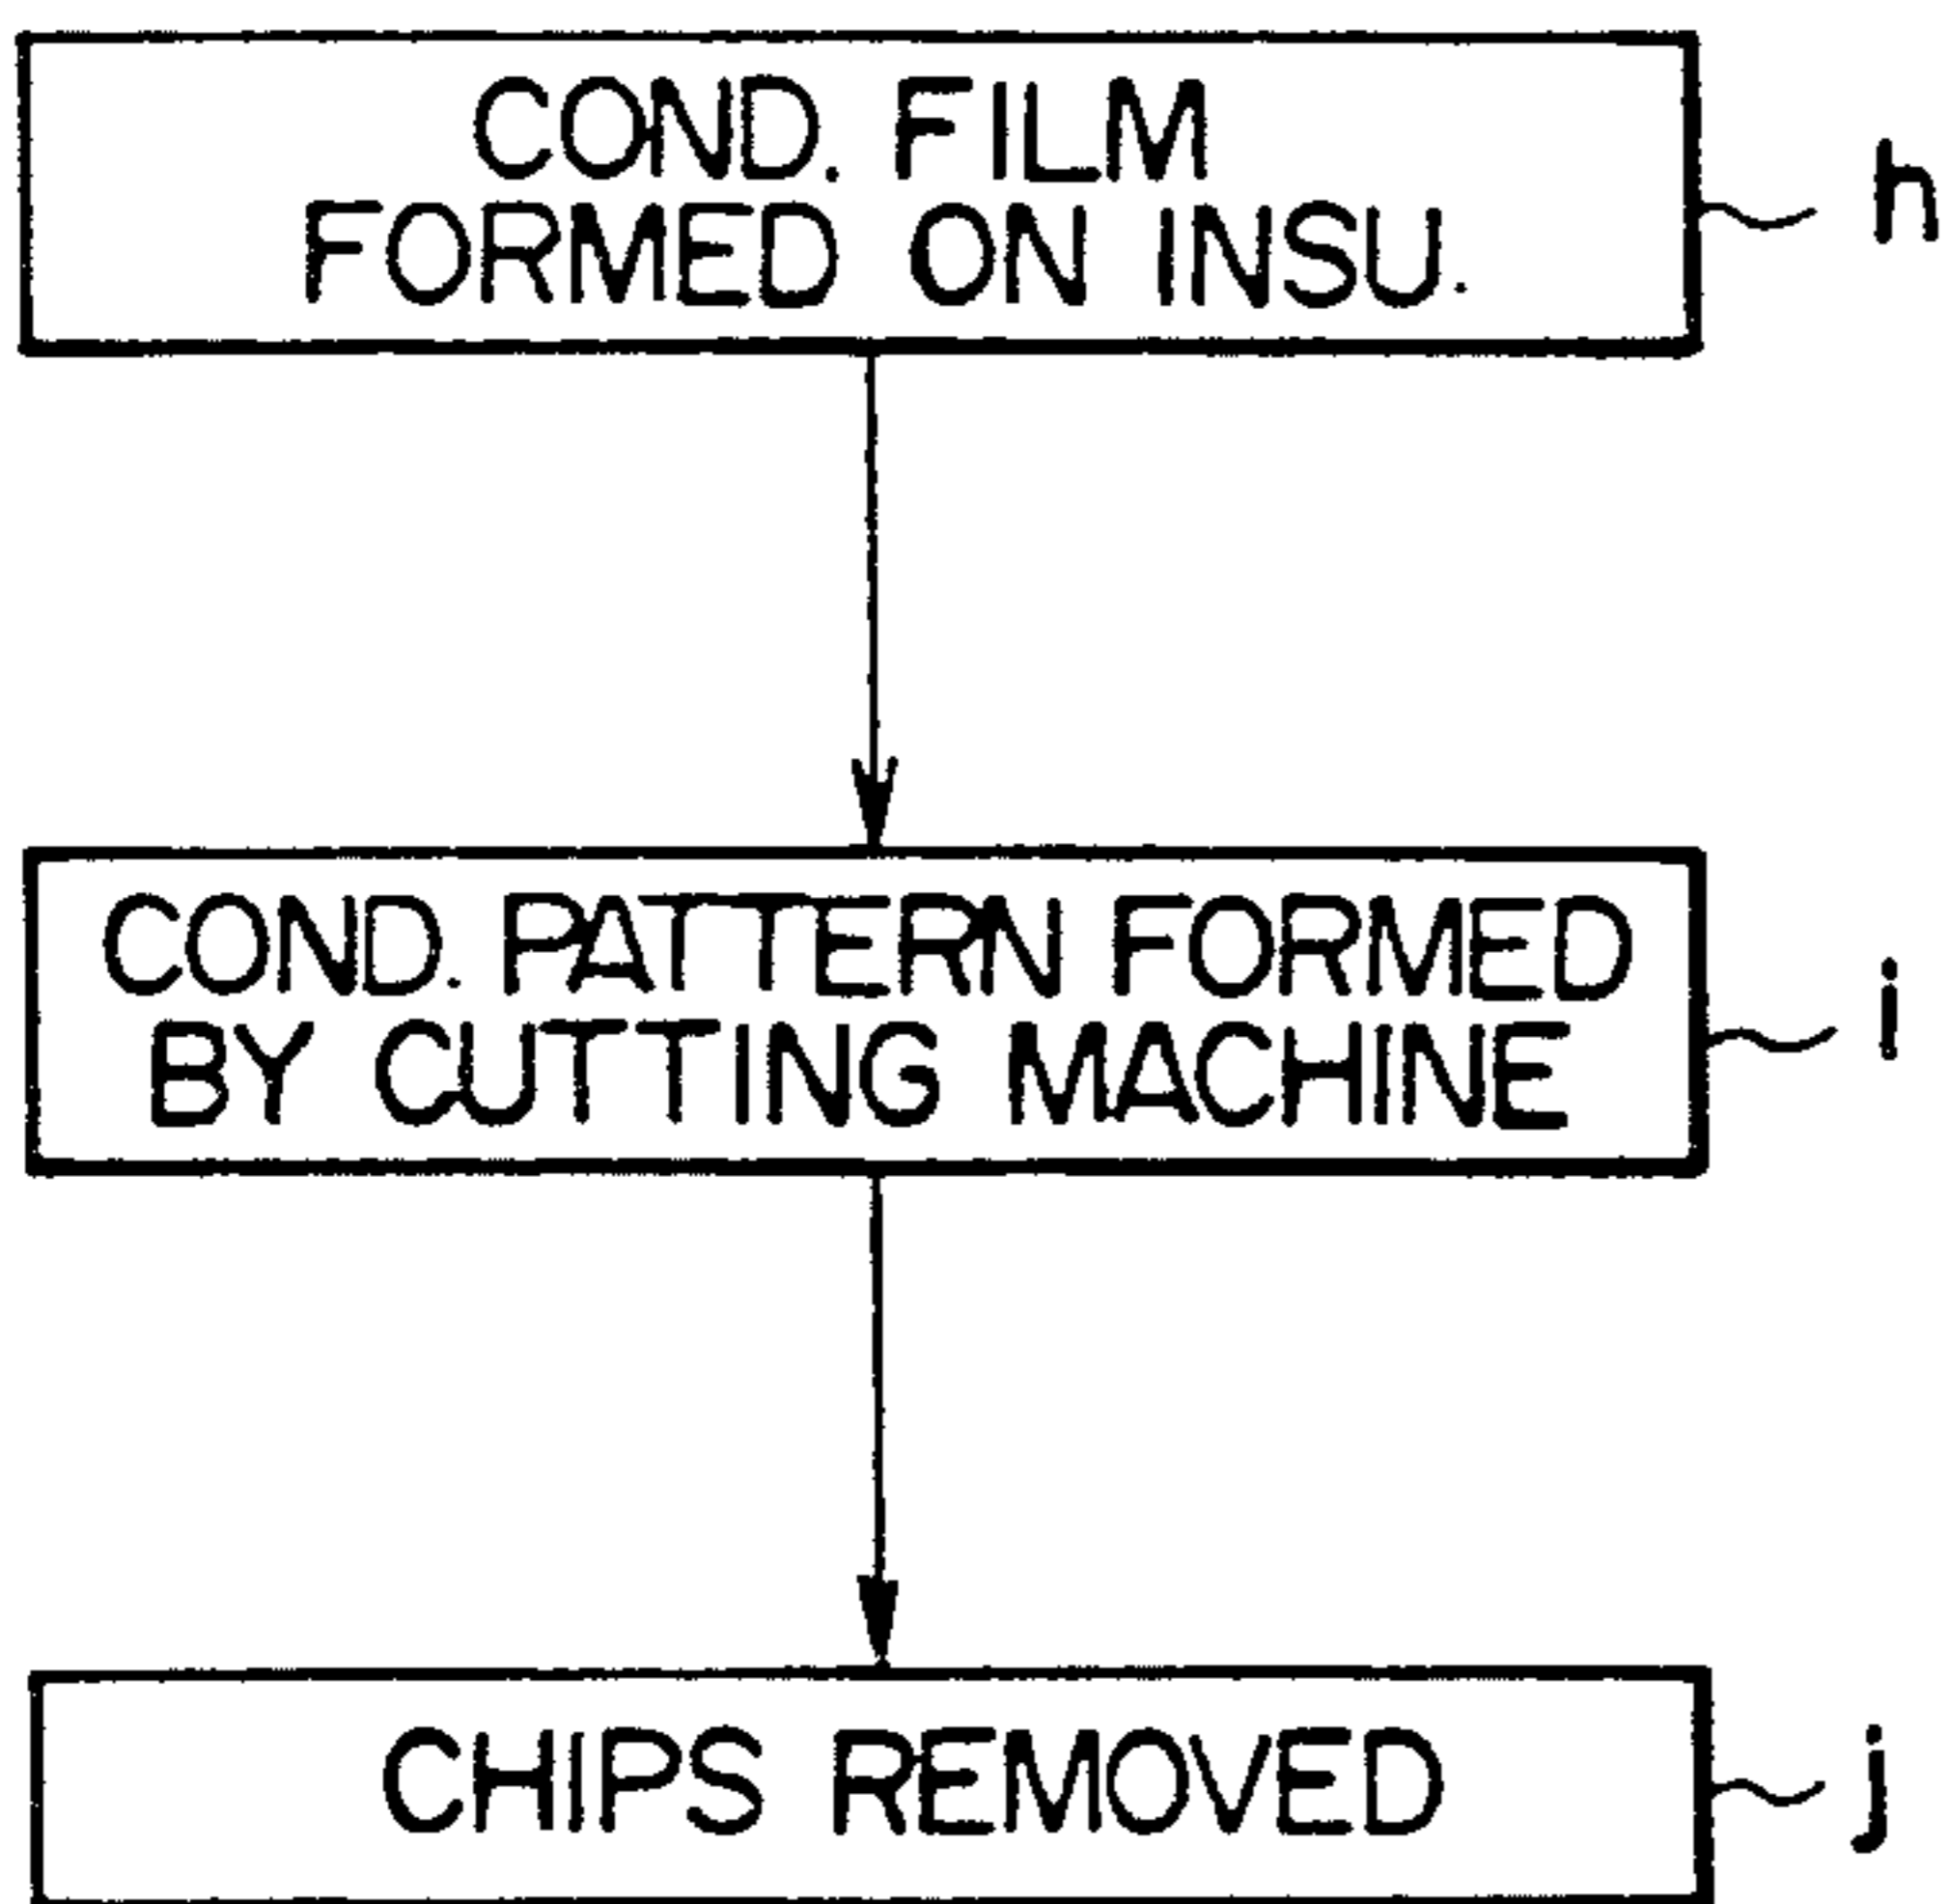 COND. FILM
FORMED ON INSU.
h
COND. PATTERN FORMED
BY CUTTING MACHINE
i
CHIPS REMOVED
j